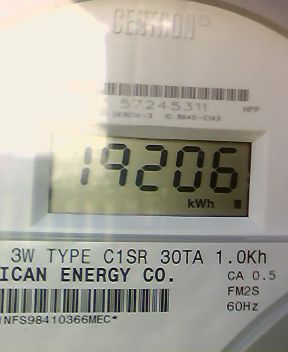 CENTRON®
57245311 MPP
19206
kWh
3W TYPE C1SR 30TA 1.0Kh
ICAN ENERGY CO. CA 0.5
FM2S
60Hz
NFS98410366MEC*